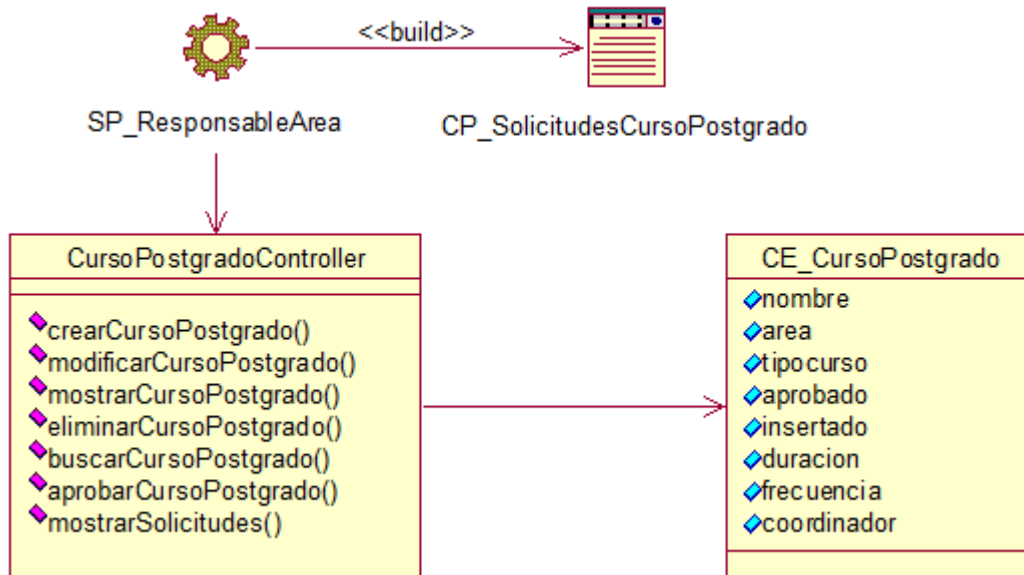 <<build>>
SP_ResponsableArea
CP_SolicitudesCursoPostgrado
CursoPostgradoController
crearCursoPostgrado()
modificarCursoPostgrado()
mostrarCursoPostgrado()
eliminarCursoPostgrado()
buscarCursoPostgrado()
aprobarCursoPostgrado()
mostrarSolicitudes()
CE_CursoPostgrado
nombre
area
tipocurso
aprobado
insertado
duracion
frecuencia
coordinador